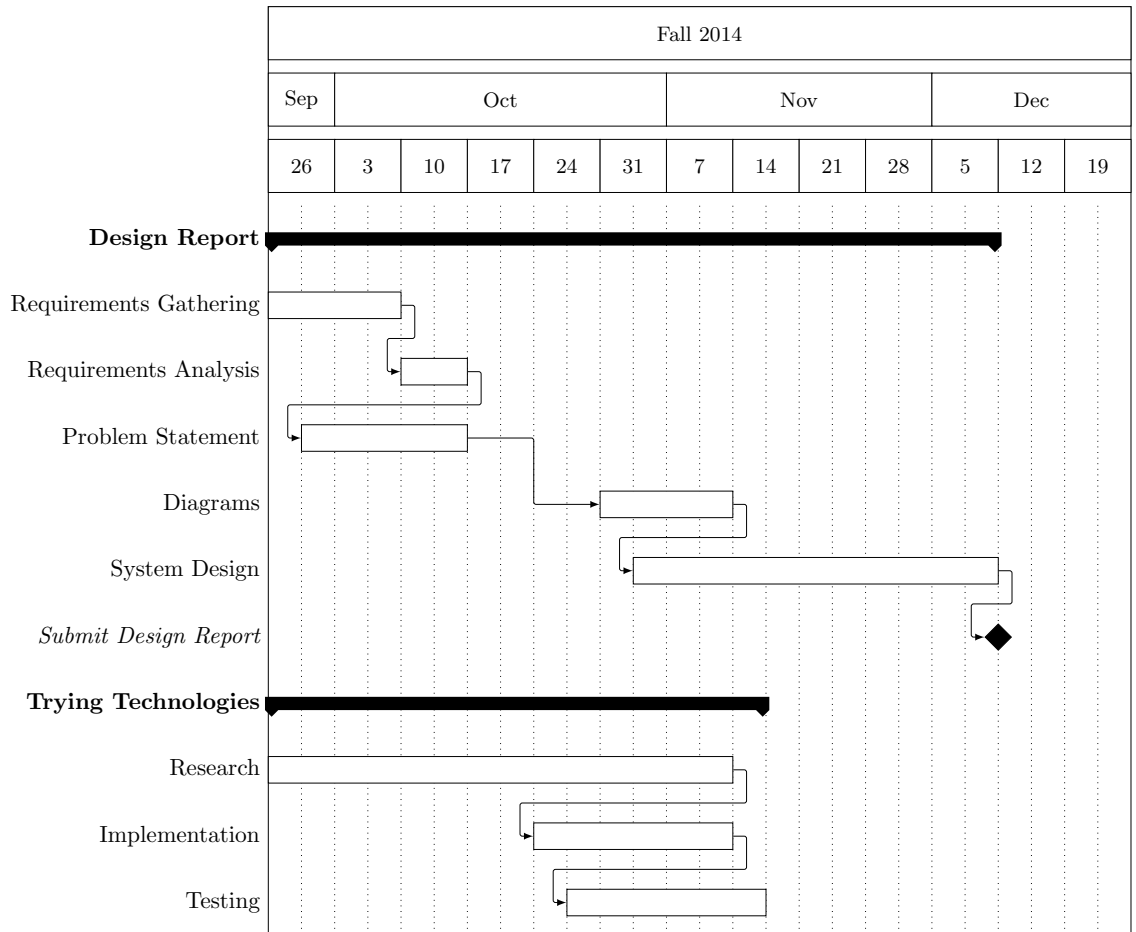 Fall 2014
Sep Oct Nov Dec
26 3 10 17 24 31 7 14 21 28 5 12 19
Design Report
Requirements Gathering
Requirements Analysis
Problem Statement
Diagrams
System Design
Submit Design Report
Trying Technologies
Research
Implementation
Testing